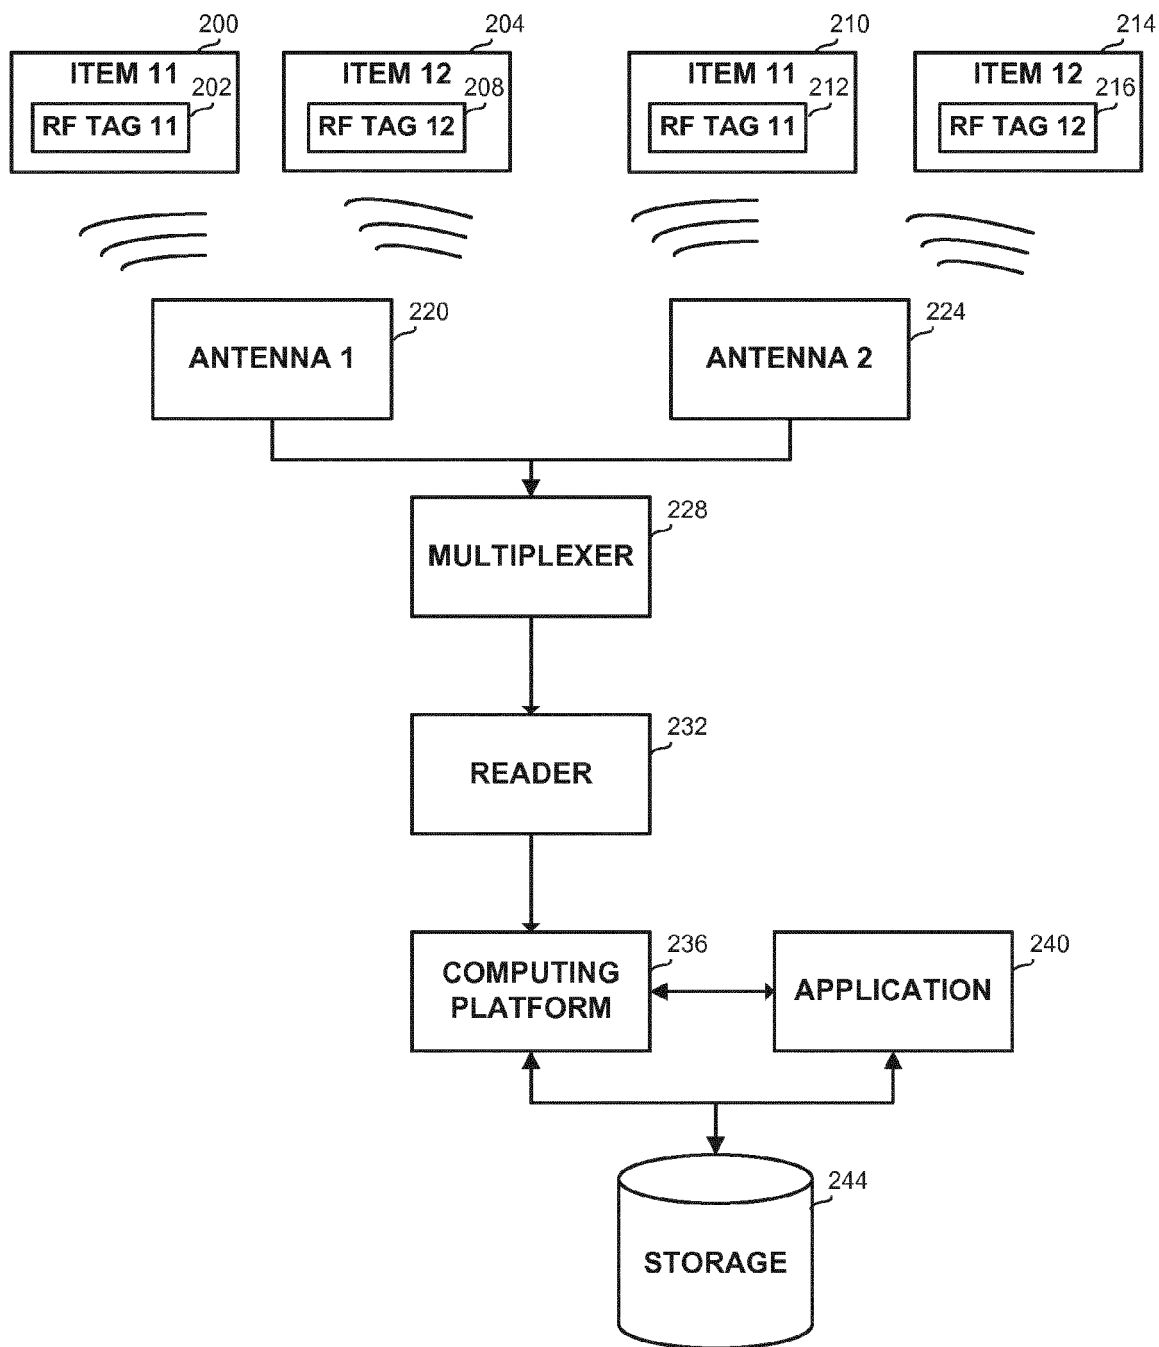 200
204
210
214
ITEM 11
ITEM 12
ITEM 11
ITEM 12
202
208
212
216
RF TAG 11
RF TAG 12
RF TAG 11
RF TAG 12
220
224
ANTENNA 1
ANTENNA 2
228
MULTIPLEXER
232
READER
236
240
COMPUTING
PLATFORM
APPLICATION
244
STORAGE